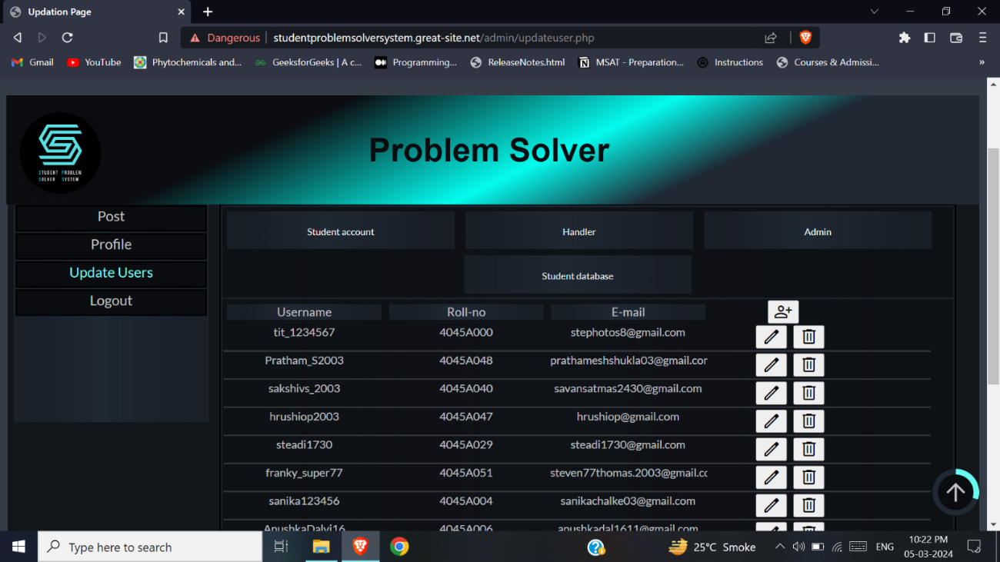 Updation Page
Dangerous studentproblemsolversystem.great-site.net/admin/updateuser.php
Gmail YouTube Phytochemicals and... GeeksforGeeks | A c... Programming... ReleaseNotes.html MSAT - Preparation... Instructions Courses & Admissi... »
STUDENT PROBLEM
SOLVER SYSTEM
Problem Solver
Post
Profile
Update Users
Logout
Student account Handler Admin
Student database
Username Roll-no E-mail
tit_1234567 4045A000 stephotos8@gmail.com
Pratham_S2003 4045A048 prathameshshukla03@gmail.cor
sakshivs_2003 4045A040 savansatmas2430@gmail.com
hrushiop2003 4045A047 hrushiop@gmail.com
steadi1730 4045A029 steadi1730@gmail.com
franky_super77 4045A051 steven77thomas.2003@gmail.cc
sanika123456 4045A004 sanikachalke03@gmail.com
AnushkaDalvi16 4045A006 anushkadal1611@gmail.com
Type here to search
25°C Smoke
ENG
10:22 PM
05-03-2024